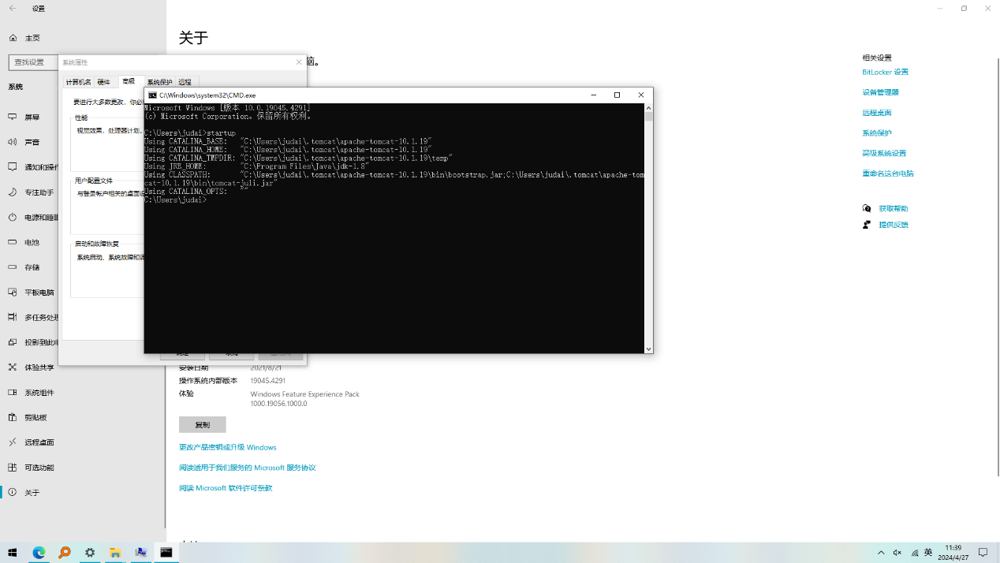 设置
主页
查找设置
系统
屏幕
声音
通知和操作
专注助手
电源和睡眠
电池
存储
平板电脑
多任务处理
投影到此电
体验共享
系统组件
剪贴板
远程桌面
可选功能
关于
关于
脑。
系统属性
计算机名 硬件 高级 系统保护 远程
要进行大多数更改，你必须
性能
视觉效果，处理器计划，
用户配置文件
与登录帐户相关的桌面设
启动和故障恢复
系统启动、系统故障和调
C:\Windows\system32\CMD.exe
Microsoft Windows [版本 10.0.19045.4291]
(c) Microsoft Corporation。保留所有权利。
C:\Users\judai>startup
Using CATALINA_BASE:   "C:\Users\judai\.tomcat\apache-tomcat-10.1.19"
Using CATALINA_HOME:   "C:\Users\judai\.tomcat\apache-tomcat-10.1.19"
Using CATALINA_TMPDIR: "C:\Users\judai\.tomcat\apache-tomcat-10.1.19\temp"
Using JRE_HOME:        "C:\Program Files\Java\jdk-1.8"
Using CLASSPATH:       "C:\Users\judai\.tomcat\apache-tomcat-10.1.19\bin\bootstrap.jar;C:\Users\judai\.tomcat\apache-tom
cat-10.1.19\bin\tomcat-juli.jar"
Using CATALINA_OPTS:   ""
C:\Users\judai>
安装日期 2021/8/21
操作系统内部版本 19045.4291
体验 Windows Feature Experience Pack
1000.19056.1000.0
复制
更改产品密钥或升级 Windows
阅读适用于我们服务的 Microsoft 服务协议
阅读 Microsoft 软件许可条款
相关设置
BitLocker 设置
设备管理器
远程桌面
系统保护
高级系统设置
重命名这台电脑
获取帮助
提供反馈
英
11:39
2024/4/27